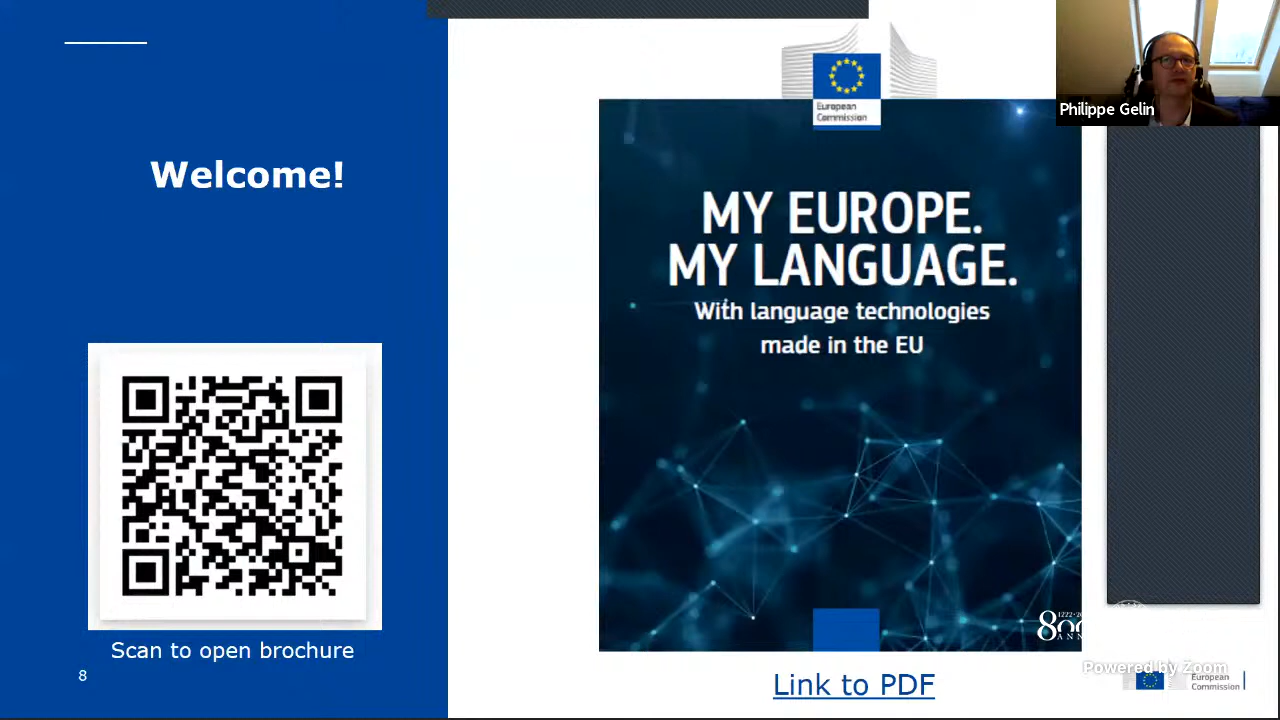 Welcome!
Scan to open brochure
8
European
Commission
MY EUROPE.
MY LANGUAGE.
With language technologies
made in the EU
Link to PDF
Philippe Gelin
Powered by Zoom
European
Commission